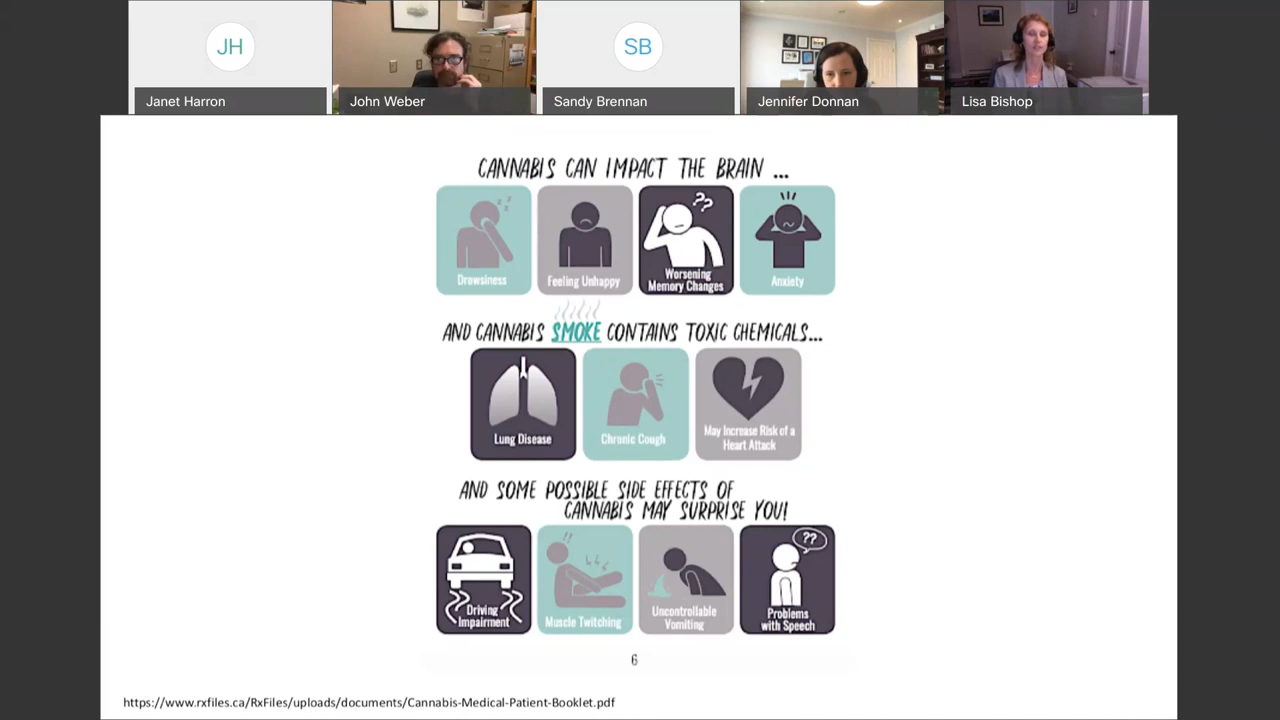 JH
SB
Janet Harron
John Weber
Sandy Brennan
Jennifer Donnan
Lisa Bishop
CANNABIS CAN IMPACT THE BRAIN ...
??
z z z
Drowsiness
Feeling Unhappy
Worsening
Memory Changes
Anxiety
AND CANNABIS SMOKE CONTAINS TOXIC CHEMICALS...
Lung Disease
Chronic Cough
May Increase Risk of a
Heart Attack
AND SOME POSSIBLE SIDE EFFECTS OF
CANNABIS MAY SURPRISE YOU!
!!
??
Driving
Impairment
Muscle Twitching
Uncontrollable
Vomiting
Problems
with Speech
6
https://www.rxfiles.ca/RxFiles/uploads/documents/Cannabis-Medical-Patient-Booklet.pdf